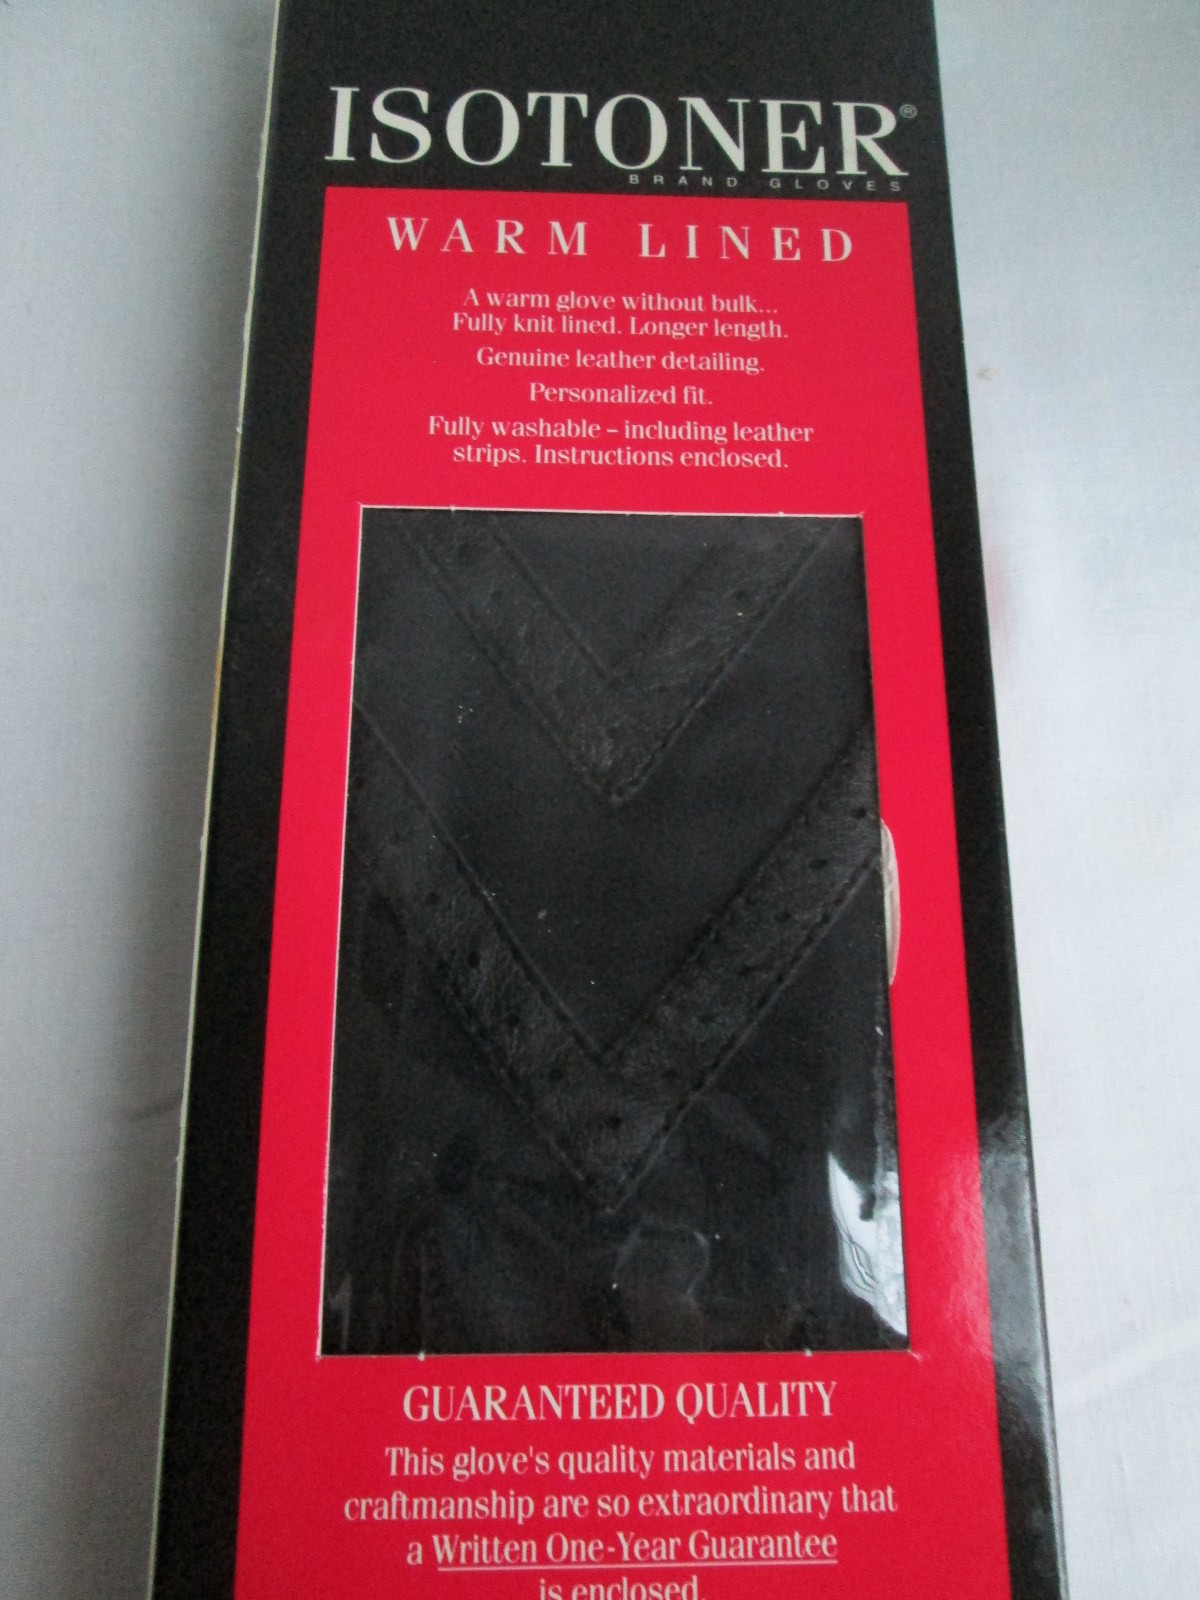 ISOTONER®
BRAND GLOVES
WARM LINED
A warm glove without bulk...
Fully knit lined. Longer length.
Genuine leather detailing.
Personalized fit.
Fully washable – including leather
strips. Instructions enclosed.
GUARANTEED QUALITY
This glove's quality materials and
craftmanship are so extraordinary that
a Written One-Year Guarantee
is enclosed.